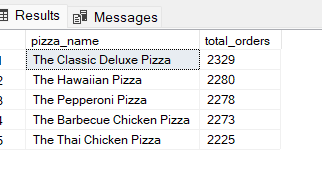 Results Messages
pizza_name total_orders
1 The Classic Deluxe Pizza 2329
2 The Hawaiian Pizza 2280
3 The Pepperoni Pizza 2278
4 The Barbecue Chicken Pizza 2273
5 The Thai Chicken Pizza 2225